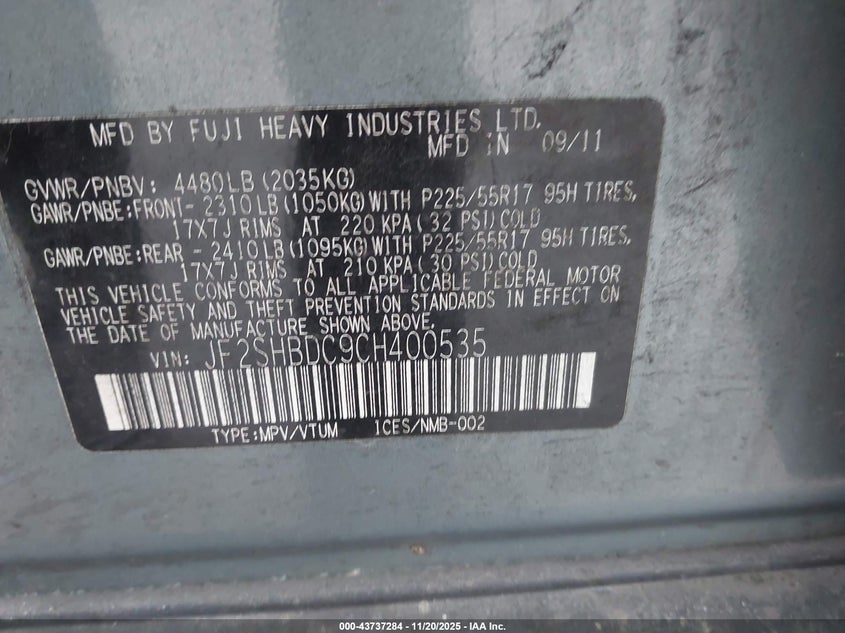 MFD BY FUJI HEAVY INDUSTRIES LTD.
MFD IN 09/11
GVWR/PNBV: 4480LB (2035KG)
GAWR/PNBE:FRONT- 2310LB (1050KG) WITH P225/55R17 95H TIRES,
17X7J RIMS AT 220 KPA (32 PSI) COLD
GAWR/PNBE:REAR - 2410LB (1095KG) WITH P225/55R17 95H TIRES,
17X7J RIMS AT 210 KPA (30 PSI) COLD
THIS VEHICLE CONFORMS TO ALL APPLICABLE FEDERAL MOTOR
VEHICLE SAFETY AND THEFT PREVENTION STANDARDS IN EFFECT ON
THE DATE OF MANUFACTURE SHOWN ABOVE.
VIN: JF2SHBDC9CH400535
TYPE:MPV/VTUM ICES/NMB-002
000-43737284 - 11/20/2025 - IAA Inc.